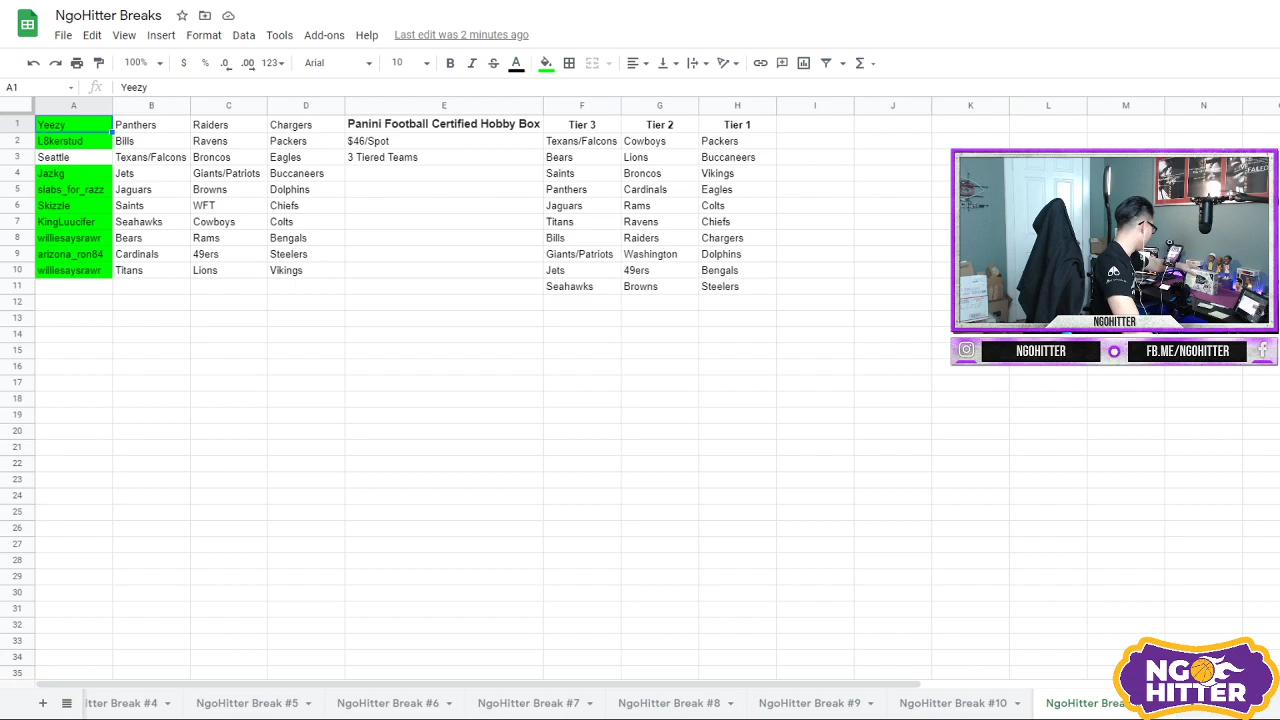 NgoHitter Breaks
File Edit View Insert Format Data Tools Add-ons Help Last edit was 2 minutes ago
100% $ % .0 .00 123 Arial 10 B I S A
A1 fx Yeezy
A B C D E F G H I J K L M N
1 Yeezy Panthers Raiders Chargers Panini Football Certified Hobby Box Tier 3 Tier 2 Tier 1
2 L8kerstud Bills Ravens Packers $46/Spot Texans/Falcons Cowboys Packers
3 Seattle Texans/Falcons Broncos Eagles 3 Tiered Teams Bears Lions Buccaneers
4 Jazkg Jets Giants/Patriots Buccaneers Saints Broncos Vikings
5 slabs_for_razz Jaguars Browns Dolphins Panthers Cardinals Eagles
6 Skizzle Saints WFT Chiefs Jaguars Rams Colts
7 KingLuucifer Seahawks Cowboys Colts Titans Ravens Chiefs
8 williesaysrawr Bears Rams Bengals Bills Raiders Chargers
9 arizona_ron84 Cardinals 49ers Steelers Giants/Patriots Washington Dolphins
10 williesaysrawr Titans Lions Vikings Jets 49ers Bengals
11 Seahawks Browns Steelers
12
13
14
15
16
17
18
19
20
21
22
23
24
25
26
27
28
29
30
31
32
33
34
35
NGOHITTER
NGOHITTER FB.ME/NGOHITTER
NGO
HITTER
itter Break #4 NgoHitter Break #5 NgoHitter Break #6 NgoHitter Break #7 NgoHitter Break #8 NgoHitter Break #9 NgoHitter Break #10 NgoHitter Brea